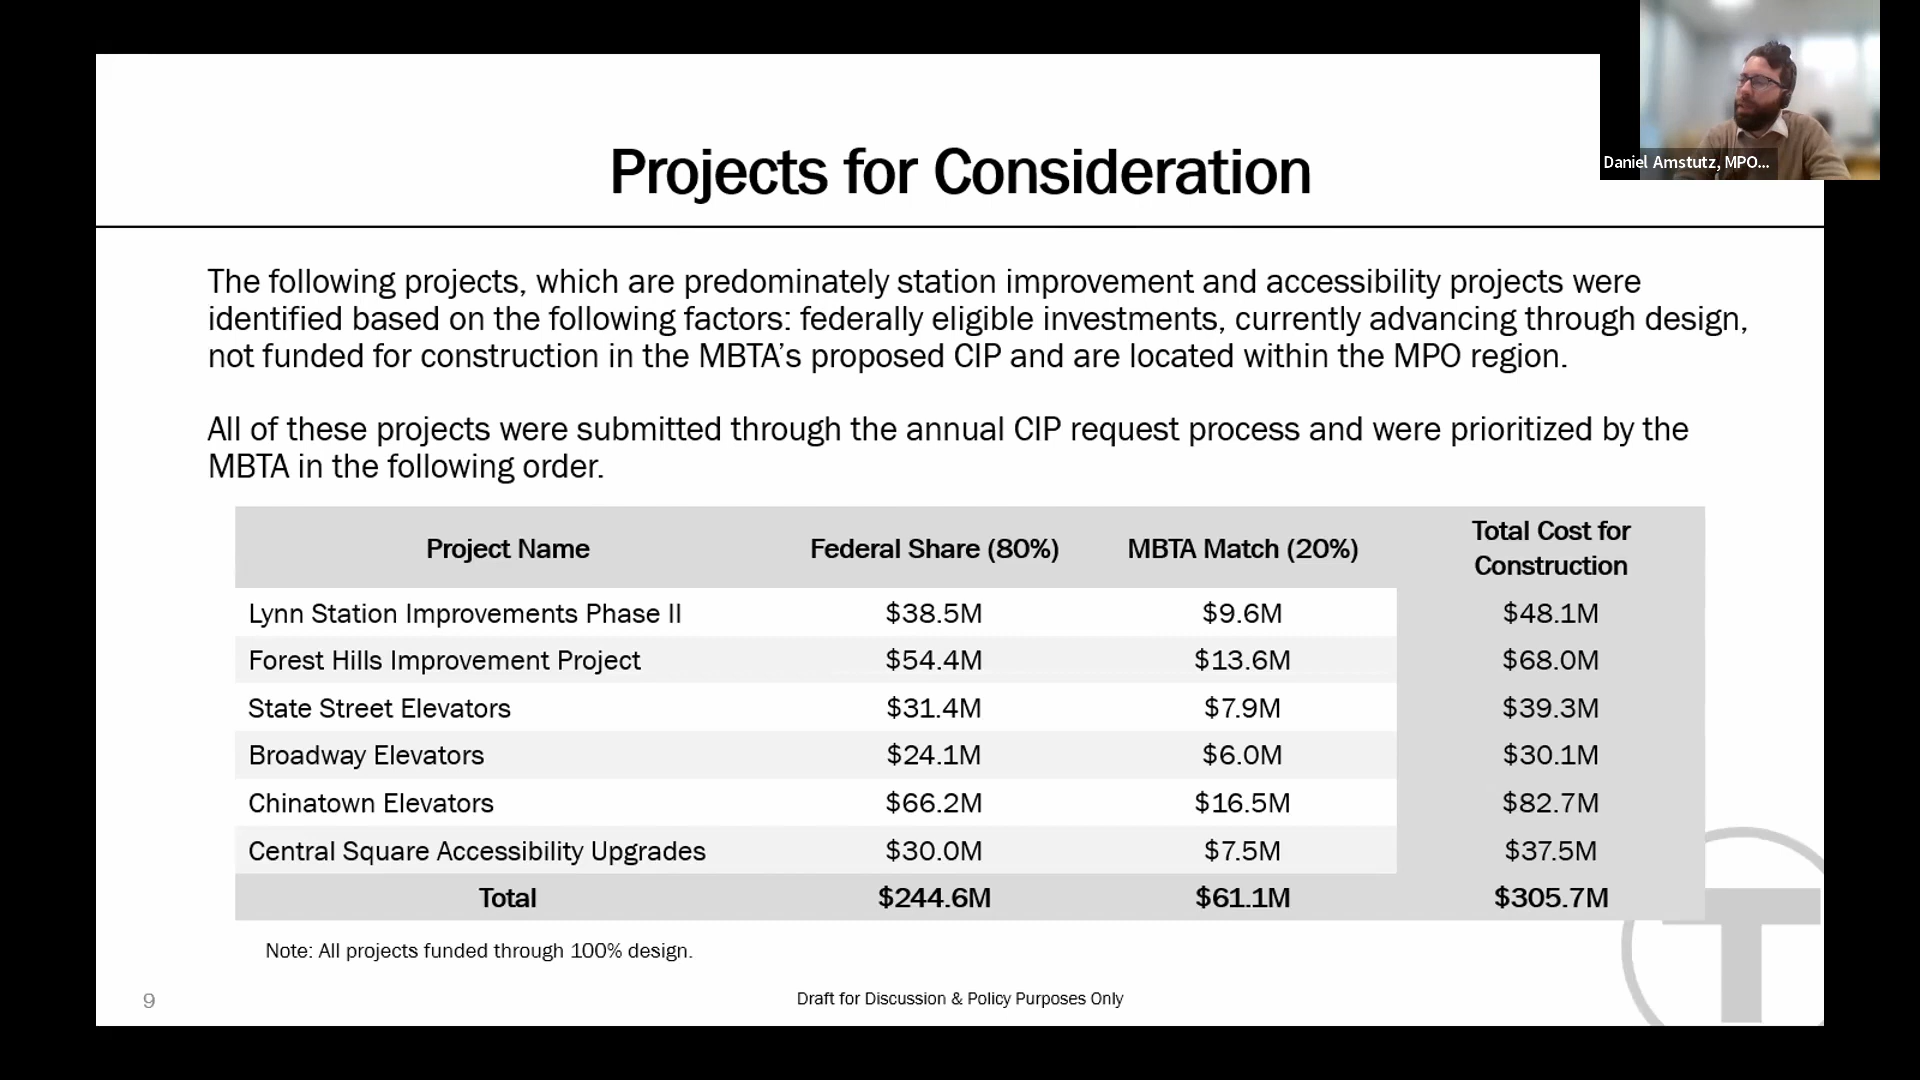 Daniel Amstutz, MPO...
Projects for Consideration
The following projects, which are predominately station improvement and accessibility projects were
identified based on the following factors: federally eligible investments, currently advancing through design,
not funded for construction in the MBTA’s proposed CIP and are located within the MPO region.
All of these projects were submitted through the annual CIP request process and were prioritized by the
MBTA in the following order.
Project Name Federal Share (80%) MBTA Match (20%) Total Cost for
Construction
Lynn Station Improvements Phase II $38.5M $9.6M $48.1M
Forest Hills Improvement Project $54.4M $13.6M $68.0M
State Street Elevators $31.4M $7.9M $39.3M
Broadway Elevators $24.1M $6.0M $30.1M
Chinatown Elevators $66.2M $16.5M $82.7M
Central Square Accessibility Upgrades $30.0M $7.5M $37.5M
Total $244.6M $61.1M $305.7M
Note: All projects funded through 100% design.
9
Draft for Discussion & Policy Purposes Only
T